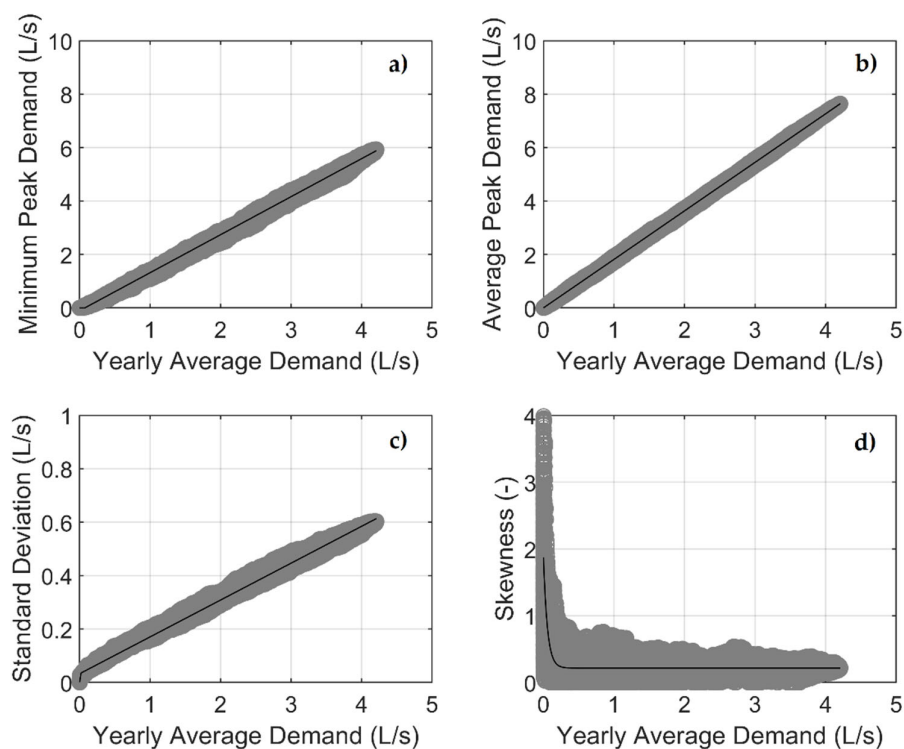 Minimum Peak Demand (L/s)
10
8
6
4
2
0
a)
0 1 2 3 4 5
Yearly Average Demand (L/s)
Average Peak Demand (L/s)
10
8
6
4
2
0
b)
0 1 2 3 4 5
Yearly Average Demand (L/s)
Standard Deviation (L/s)
1
0.8
0.6
0.4
0.2
0
c)
0 1 2 3 4 5
Yearly Average Demand (L/s)
Skewness (-)
4
3
2
1
0
d)
0 1 2 3 4 5
Yearly Average Demand (L/s)